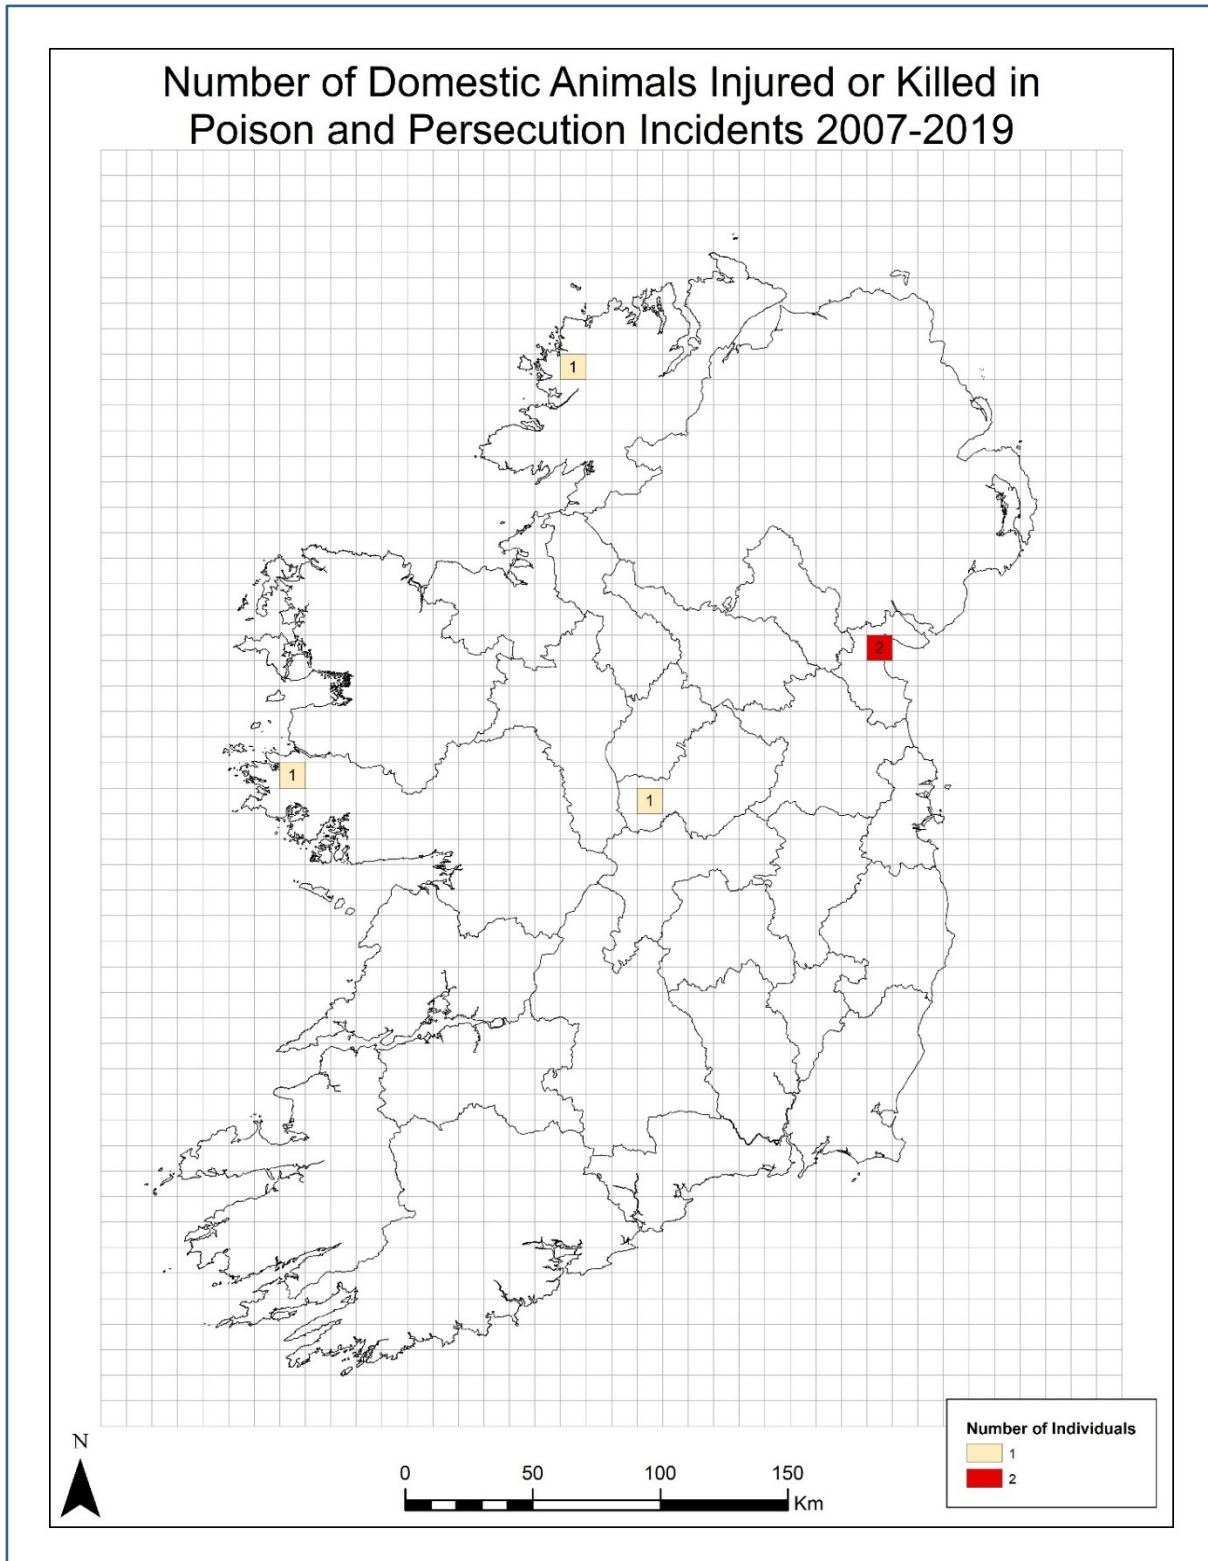 Number of Domestic Animals Injured or Killed in
Poison and Persecution Incidents 2007-2019
1
2
1
1
N
0 50 100 150
Km
Number of Individuals
1
2